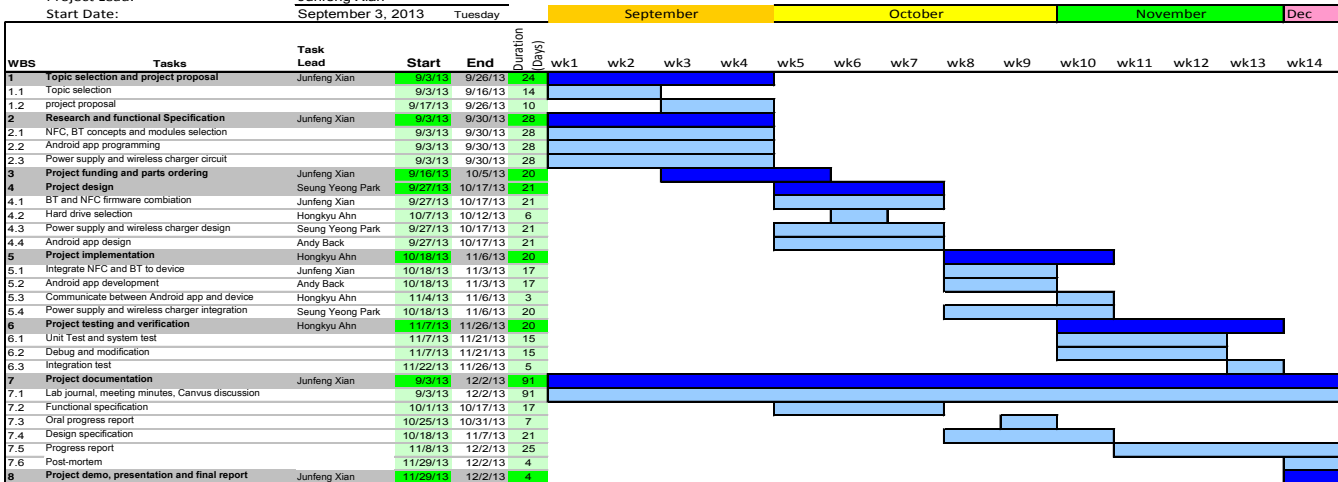 Project Lead: Junfeng Xian
Start Date: September 3, 2013 Tuesday September October November Dec
WBS Tasks Task Lead Start End Duration (Days) wk1 wk2 wk3 wk4 wk5 wk6 wk7 wk8 wk9 wk10 wk11 wk12 wk13 wk14
1 Topic selection and project proposal Junfeng Xian 9/3/13 9/26/13 24
1.1 Topic selection 9/3/13 9/16/13 14
1.2 project proposal 9/17/13 9/26/13 10
2 Research and functional Specification Junfeng Xian 9/3/13 9/30/13 28
2.1 NFC, BT concepts and modules selection 9/3/13 9/30/13 28
2.2 Android app programming 9/3/13 9/30/13 28
2.3 Power supply and wireless charger circuit 9/3/13 9/30/13 28
3 Project funding and parts ordering Junfeng Xian 9/16/13 10/5/13 20
4 Project design Seung Yeong Park 9/27/13 10/17/13 21
4.1 BT and NFC firmware combiation Junfeng Xian 9/27/13 10/17/13 21
4.2 Hard drive selection Hongkyu Ahn 10/7/13 10/12/13 6
4.3 Power supply and wireless charger design Seung Yeong Park 9/27/13 10/17/13 21
4.4 Android app design Andy Back 9/27/13 10/17/13 21
5 Project implementation Hongkyu Ahn 10/18/13 11/6/13 20
5.1 Integrate NFC and BT to device Junfeng Xian 10/18/13 11/3/13 17
5.2 Android app development Andy Back 10/18/13 11/3/13 17
5.3 Communicate between Android app and device Hongkyu Ahn 11/4/13 11/6/13 3
5.4 Power supply and wireless charger integration Seung Yeong Park 10/18/13 11/6/13 20
6 Project testing and verification Hongkyu Ahn 11/7/13 11/26/13 20
6.1 Unit Test and system test 11/7/13 11/21/13 15
6.2 Debug and modification 11/7/13 11/21/13 15
6.3 Integration test 11/22/13 11/26/13 5
7 Project documentation Junfeng Xian 9/3/13 12/2/13 91
7.1 Lab journal, meeting minutes, Canvus discussion 9/3/13 12/2/13 91
7.2 Functional specification 10/1/13 10/17/13 17
7.3 Oral progress report 10/25/13 10/31/13 7
7.4 Design specification 10/18/13 11/7/13 21
7.5 Progress report 11/8/13 12/2/13 25
7.6 Post-mortem 11/29/13 12/2/13 4
8 Project demo, presentation and final report Junfeng Xian 11/29/13 12/2/13 4